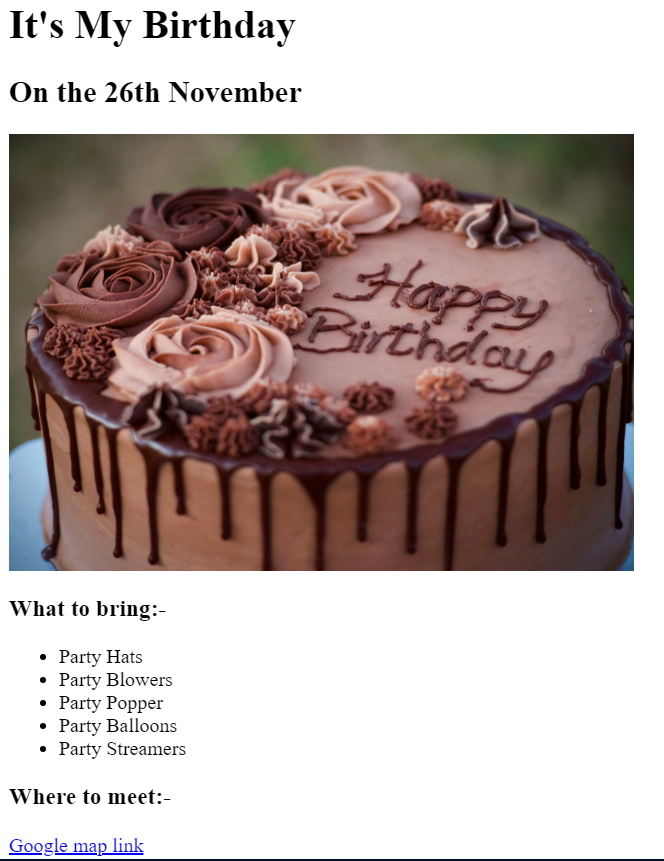 It's My Birthday
On the 26th November
Happy
Birthday
What to bring:-
Party Hats
Party Blowers
Party Popper
Party Balloons
Party Streamers
Where to meet:-
Google map link